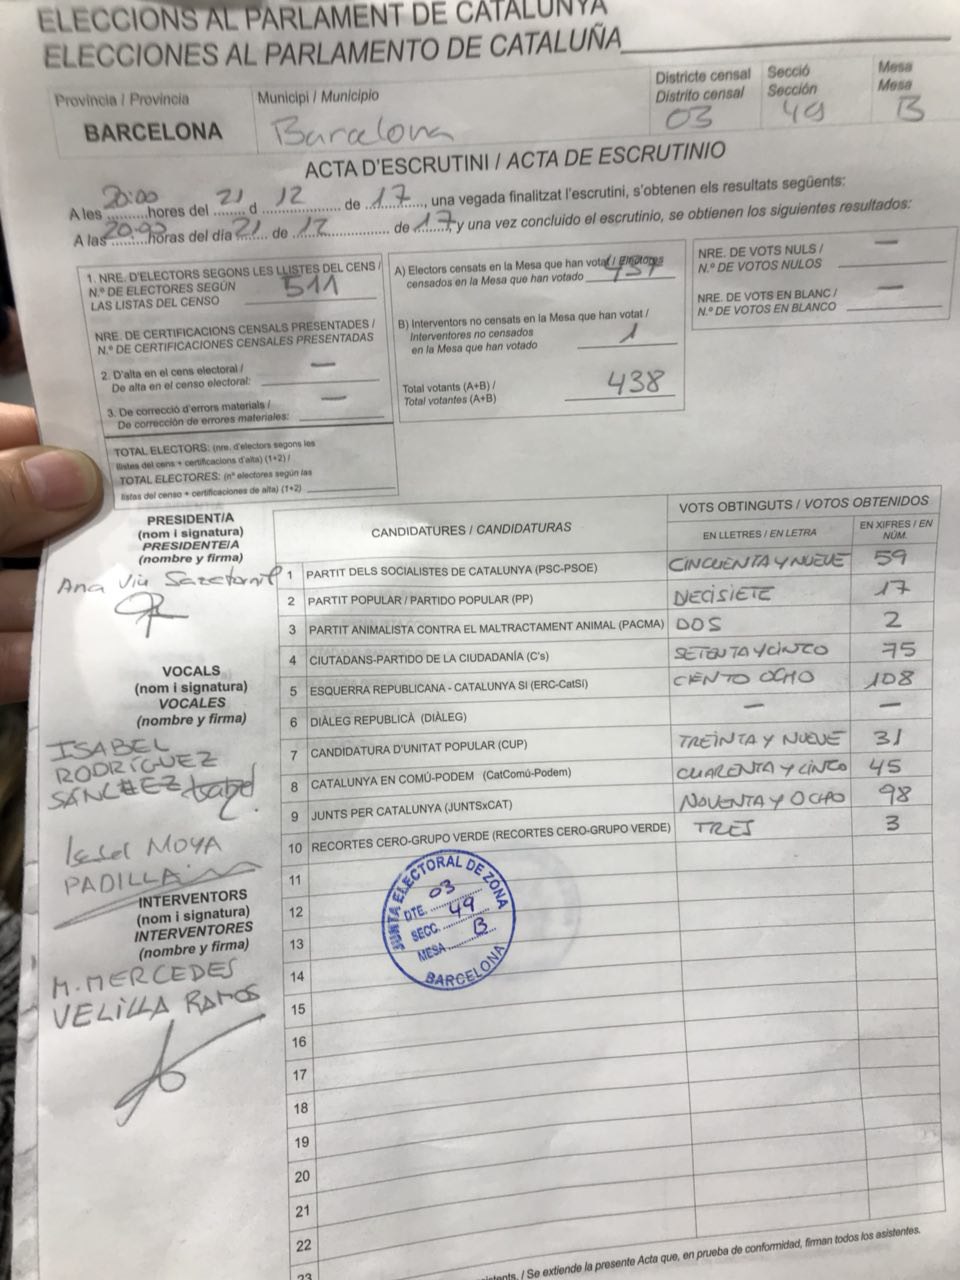 ELECCIONS AL PARLAMENT DE CATALUNYA
ELECCIONES AL PARLAMENTO DE CATALUÑA
Província / Provincia
BARCELONA
Municipi / Municipio
Barcelona
Districte censal
Distrito censal
03
Secció
Sección
49
Mesa
Mesa
B
ACTA D'ESCRUTINI / ACTA DE ESCRUTINIO
A les 20:00 hores del 21 d 12 de 17, una vegada finalitzat l'escrutini, s'obtenen els resultats següents:
A las horas del día 21 de 12 de 17, y una vez concluido el escrutinio, se obtienen los siguientes resultados:
1. NRE. D'ELECTORS SEGONS LES LLISTES DEL CENS /
N.º DE ELECTORES SEGÚN
LAS LISTAS DEL CENSO
511
NRE. DE CERTIFICACIONS CENSALS PRESENTADES /
N.º DE CERTIFICACIONES CENSALES PRESENTADAS
2. D'alta en el cens electoral /
De alta en el censo electoral: —
3. De correcció d'errors materials /
De corrección de errores materiales: —
TOTAL ELECTORS: (nre. d'electors segons les
llistes del cens + certificacions d'alta) (1+2) /
TOTAL ELECTORES: (nº electores según las
listas del censo + certificaciones de alta) (1+2)
A) Electors censats en la Mesa que han votat / Electores
censados en la Mesa que han votado 437
B) Interventors no censats en la Mesa que han votat /
Interventores no censados
en la Mesa que han votado 1
Total votants (A+B) /
Total votantes (A+B) 438
NRE. DE VOTS NULS /
N.º DE VOTOS NULOS —
NRE. DE VOTS EN BLANC /
N.º DE VOTOS EN BLANCO —
PRESIDENT/A
(nom i signatura)
PRESIDENTE/A
(nombre y firma)
Ana
VOCALS
(nom i signatura)
VOCALES
(nombre y firma)
ISABEL
RODRÍGUEZ
SÁNCHEZ Isabel
Isabel MOYA
PADILLA
INTERVENTORS
(nom i signatura)
INTERVENTORES
(nombre y firma)
M. MERCEDES
VELILLA RAMOS
CANDIDATURES / CANDIDATURAS
VOTS OBTINGUTS / VOTOS OBTENIDOS
EN LLETRES / EN LETRA
EN XIFRES / EN
NÚM.
1 PARTIT DELS SOCIALISTES DE CATALUNYA (PSC-PSOE) CINCUENTA Y NUEVE 59
2 PARTIT POPULAR / PARTIDO POPULAR (PP) DIECISIETE 17
3 PARTIT ANIMALISTA CONTRA EL MALTRACTAMENT ANIMAL (PACMA) DOS 2
4 CIUTADANS-PARTIDO DE LA CIUDADANÍA (C's) SETENTA Y CINCO 75
5 ESQUERRA REPUBLICANA - CATALUNYA SI (ERC-CatSí) CIENTO OCHO 108
6 DIÀLEG REPUBLICÀ (DIÀLEG) — —
7 CANDIDATURA D'UNITAT POPULAR (CUP) TREINTA Y NUEVE 31
8 CATALUNYA EN COMÚ-PODEM (CatComú-Podem) CUARENTA Y CINCO 45
9 JUNTS PER CATALUNYA (JUNTSxCAT) NOVENTA Y OCHO 98
10 RECORTES CERO-GRUPO VERDE (RECORTES CERO-GRUPO VERDE) TRES 3
11
12
13
14
15
16
17
18
19
20
21
22
23
JUNTA ELECTORAL DE ZONA
DTE. 03
SECC. 49
MESA B
BARCELONA
/ Se extiende la presente Acta que, en prueba de conformidad, firman todos los asistentes.